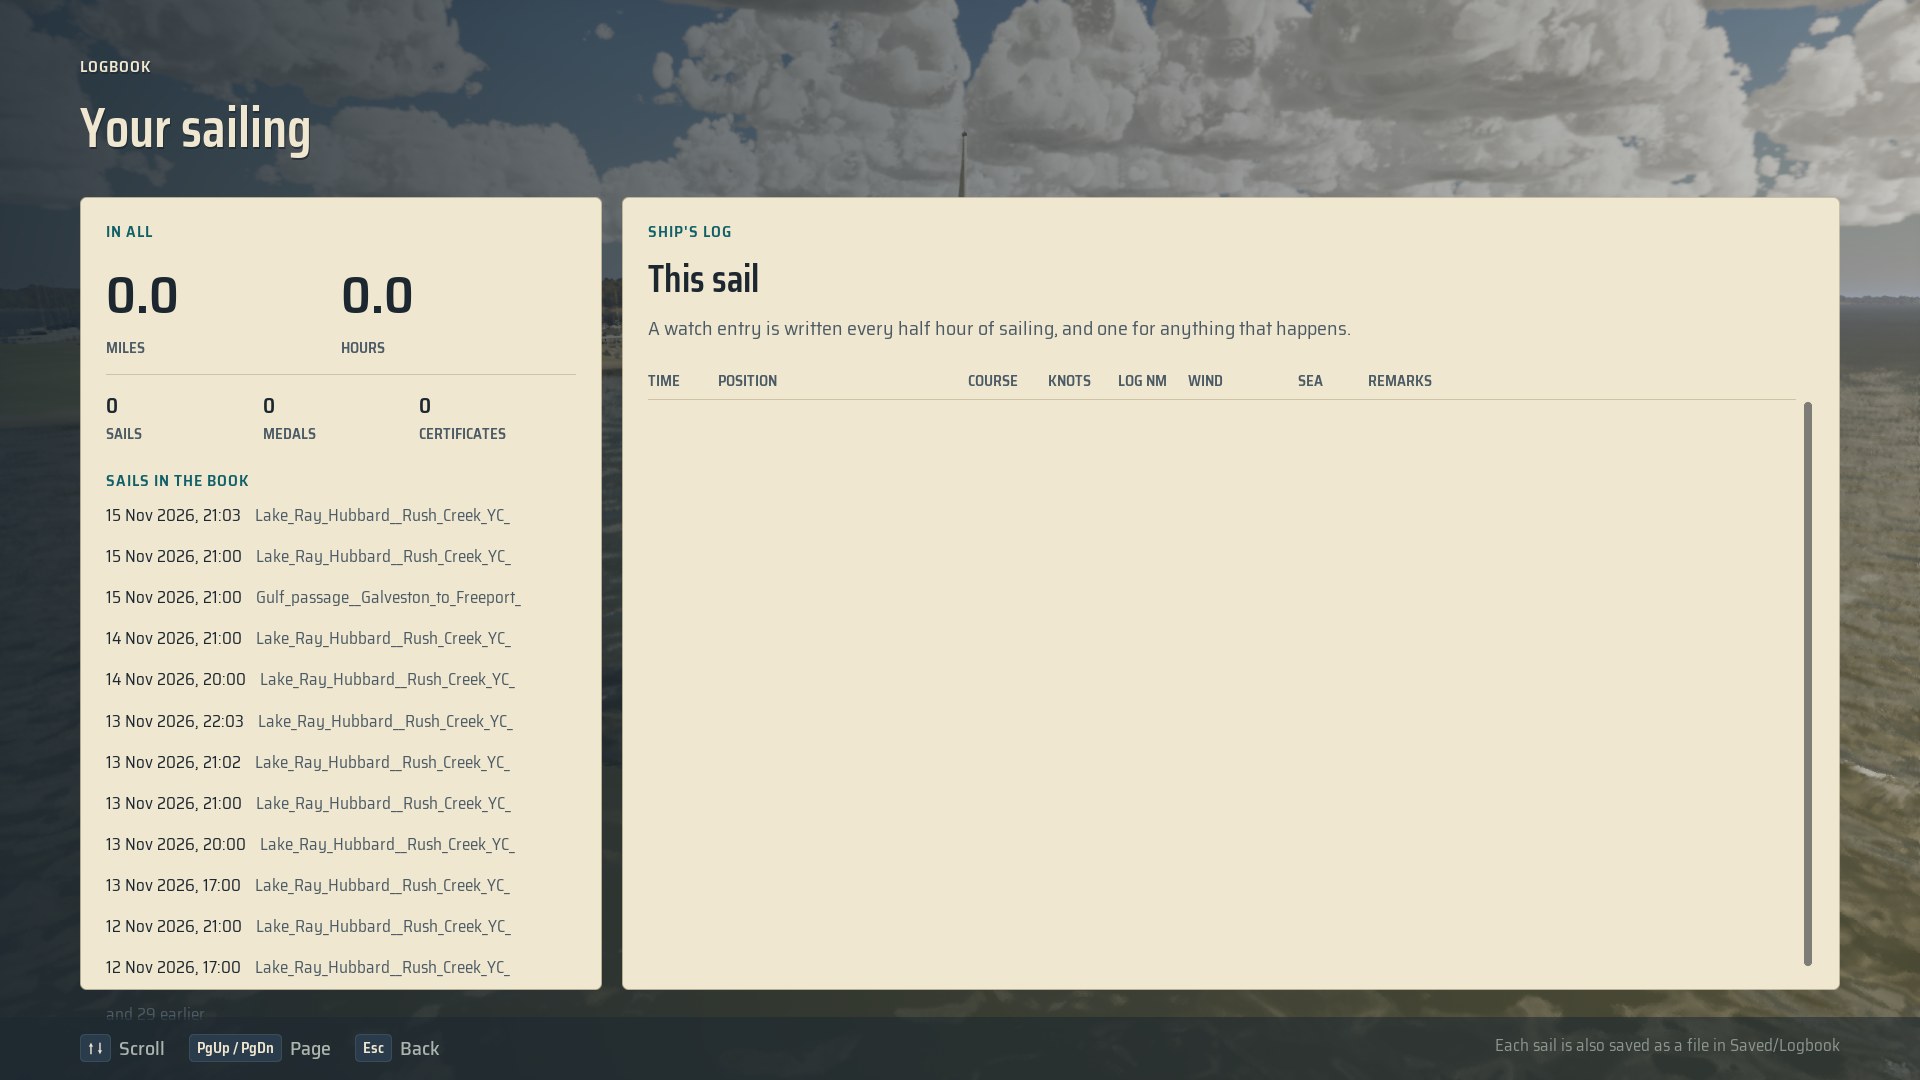 LOGBOOK
Your sailing
IN ALL
0.0 0.0
MILES HOURS
0 0 0
SAILS MEDALS CERTIFICATES
SAILS IN THE BOOK
15 Nov 2026, 21:03 Lake_Ray_Hubbard__Rush_Creek_YC_
15 Nov 2026, 21:00 Lake_Ray_Hubbard__Rush_Creek_YC_
15 Nov 2026, 21:00 Gulf_passage__Galveston_to_Freeport_
14 Nov 2026, 21:00 Lake_Ray_Hubbard__Rush_Creek_YC_
14 Nov 2026, 20:00 Lake_Ray_Hubbard__Rush_Creek_YC_
13 Nov 2026, 22:03 Lake_Ray_Hubbard__Rush_Creek_YC_
13 Nov 2026, 21:02 Lake_Ray_Hubbard__Rush_Creek_YC_
13 Nov 2026, 21:00 Lake_Ray_Hubbard__Rush_Creek_YC_
13 Nov 2026, 20:00 Lake_Ray_Hubbard__Rush_Creek_YC_
13 Nov 2026, 17:00 Lake_Ray_Hubbard__Rush_Creek_YC_
12 Nov 2026, 21:00 Lake_Ray_Hubbard__Rush_Creek_YC_
12 Nov 2026, 17:00 Lake_Ray_Hubbard__Rush_Creek_YC_
and 29 earlier
SHIP'S LOG
This sail
A watch entry is written every half hour of sailing, and one for anything that happens.
TIME POSITION COURSE KNOTS LOG NM WIND SEA REMARKS
↑↓ Scroll PgUp / PgDn Page Esc Back
Each sail is also saved as a file in Saved/Logbook